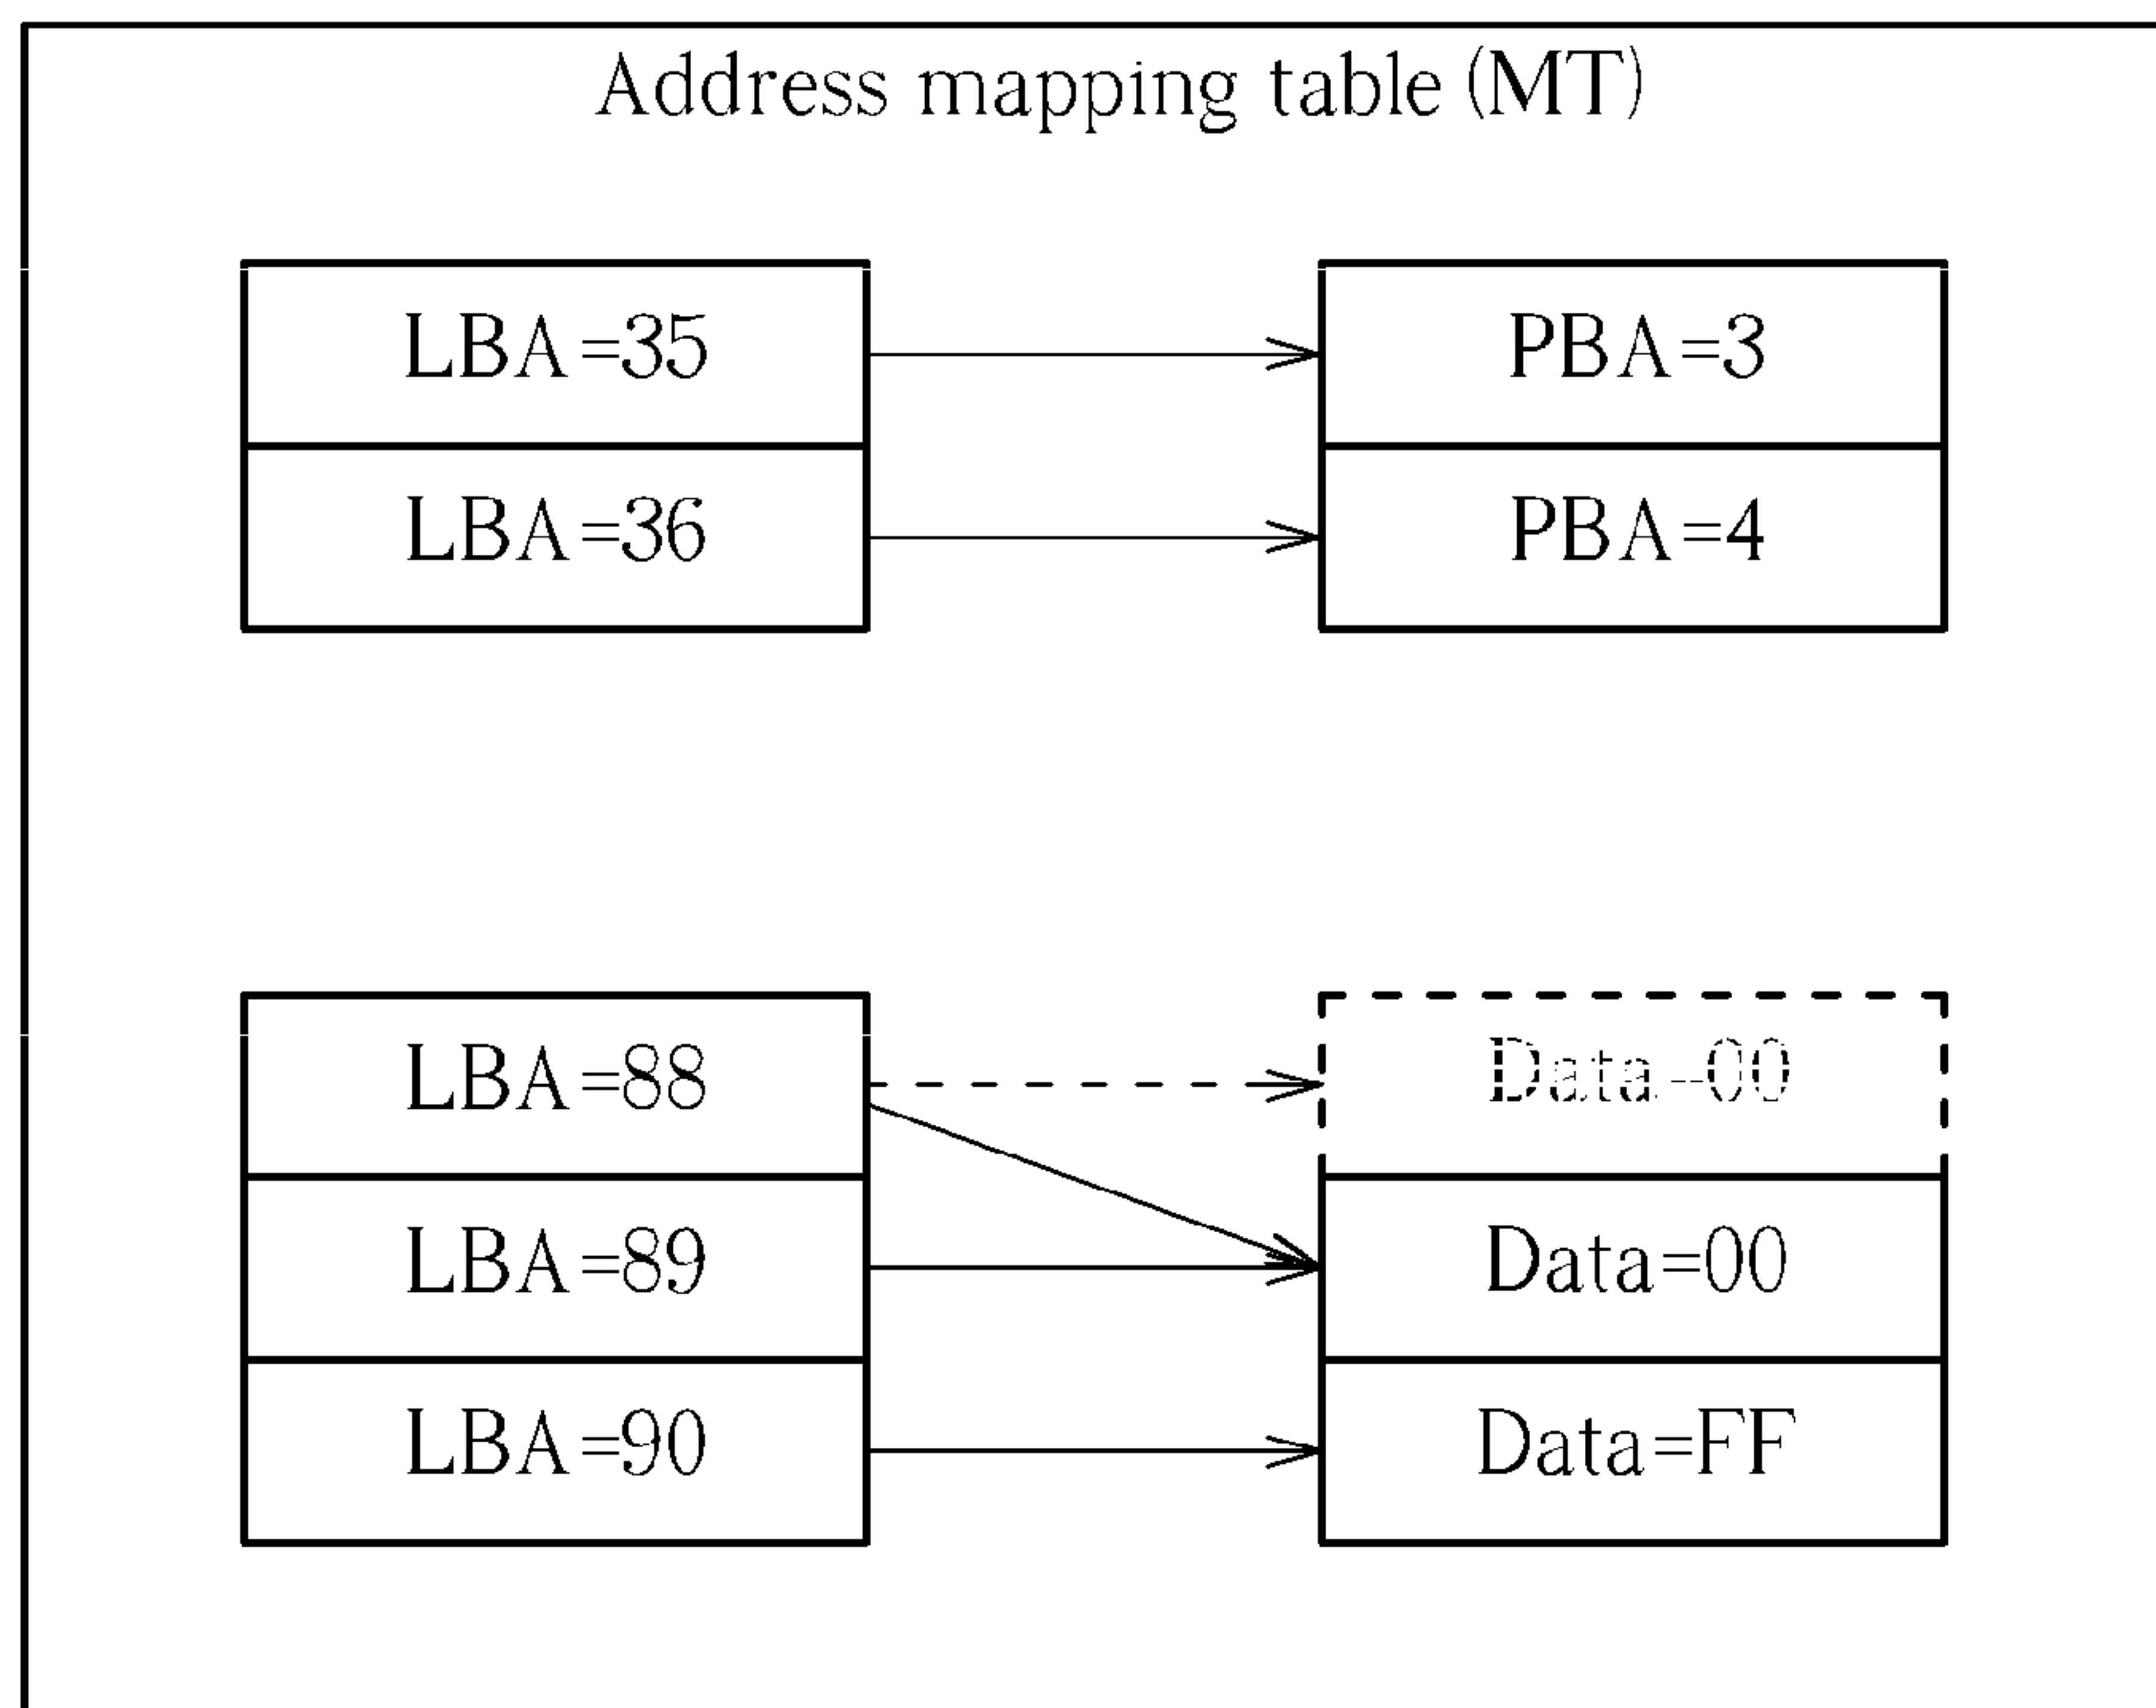 Address mapping table (MT)
LBA=35
PBA=3
LBA=36
PBA=4
LBA=88
Data=00
LBA=89
Data=00
LBA=90
Data=FF